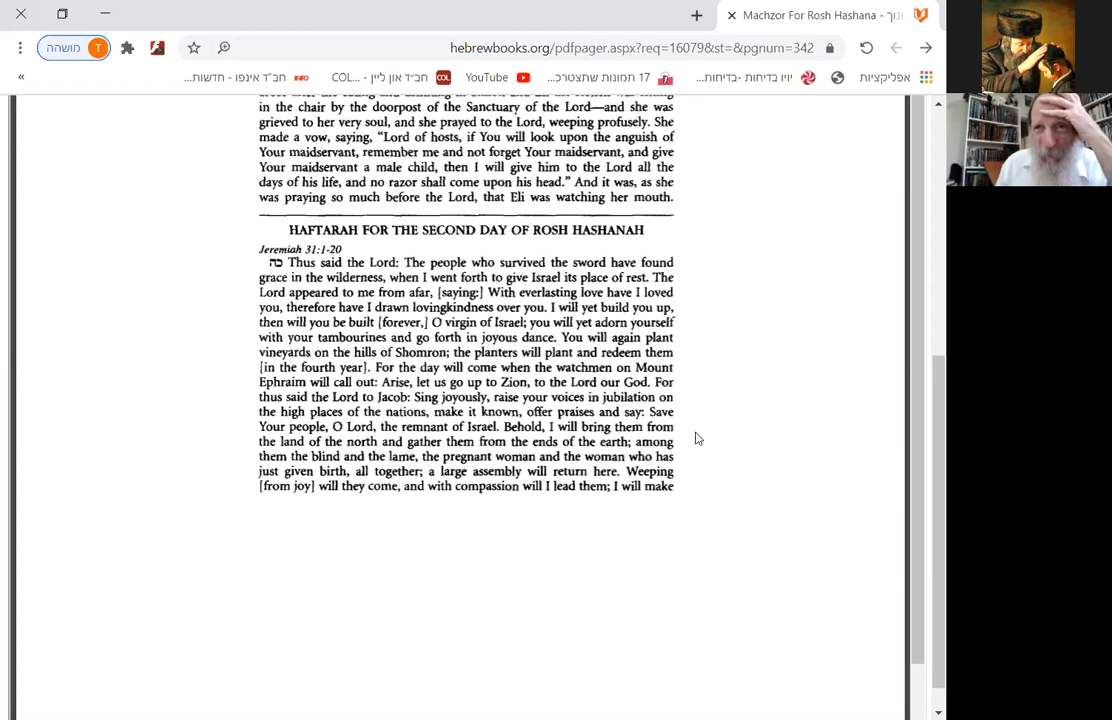 Machzor For Rosh Hashana -
מושהה
T
hebrewbooks.org/pdfpager.aspx?req=16079&st=&pgnum=342
אפליקציות
יויו בדיחות -בדיחות...
17 תמונות שתצטרכ...
YouTube
חב"ד און ליין - COL...
COL
חב"ד אינפו - חדשות...
INFO
in the chair by the doorpost of the Sanctuary of the Lord—and she was
grieved to her very soul, and she prayed to the Lord, weeping profusely. She
made a vow, saying, “Lord of hosts, if You will look upon the anguish of
Your maidservant, remember me and not forget Your maidservant, and give
Your maidservant a male child, then I will give him to the Lord all the
days of his life, and no razor shall come upon his head.” And it was, as she
was praying so much before the Lord, that Eli was watching her mouth.
HAFTARAH FOR THE SECOND DAY OF ROSH HASHANAH
Jeremiah 31:1-20
כה Thus said the Lord: The people who survived the sword have found
grace in the wilderness, when I went forth to give Israel its place of rest. The
Lord appeared to me from afar, [saying:] With everlasting love have I loved
you, therefore have I drawn lovingkindness over you. I will yet build you up,
then will you be built [forever,] O virgin of Israel; you will yet adorn yourself
with your tambourines and go forth in joyous dance. You will again plant
vineyards on the hills of Shomron; the planters will plant and redeem them
[in the fourth year]. For the day will come when the watchmen on Mount
Ephraim will call out: Arise, let us go up to Zion, to the Lord our God. For
thus said the Lord to Jacob: Sing joyously, raise your voices in jubilation on
the high places of the nations, make it known, offer praises and say: Save
Your people, O Lord, the remnant of Israel. Behold, I will bring them from
the land of the north and gather them from the ends of the earth; among
them the blind and the lame, the pregnant woman and the woman who has
just given birth, all together; a large assembly will return here. Weeping
[from joy] will they come, and with compassion will I lead them; I will make